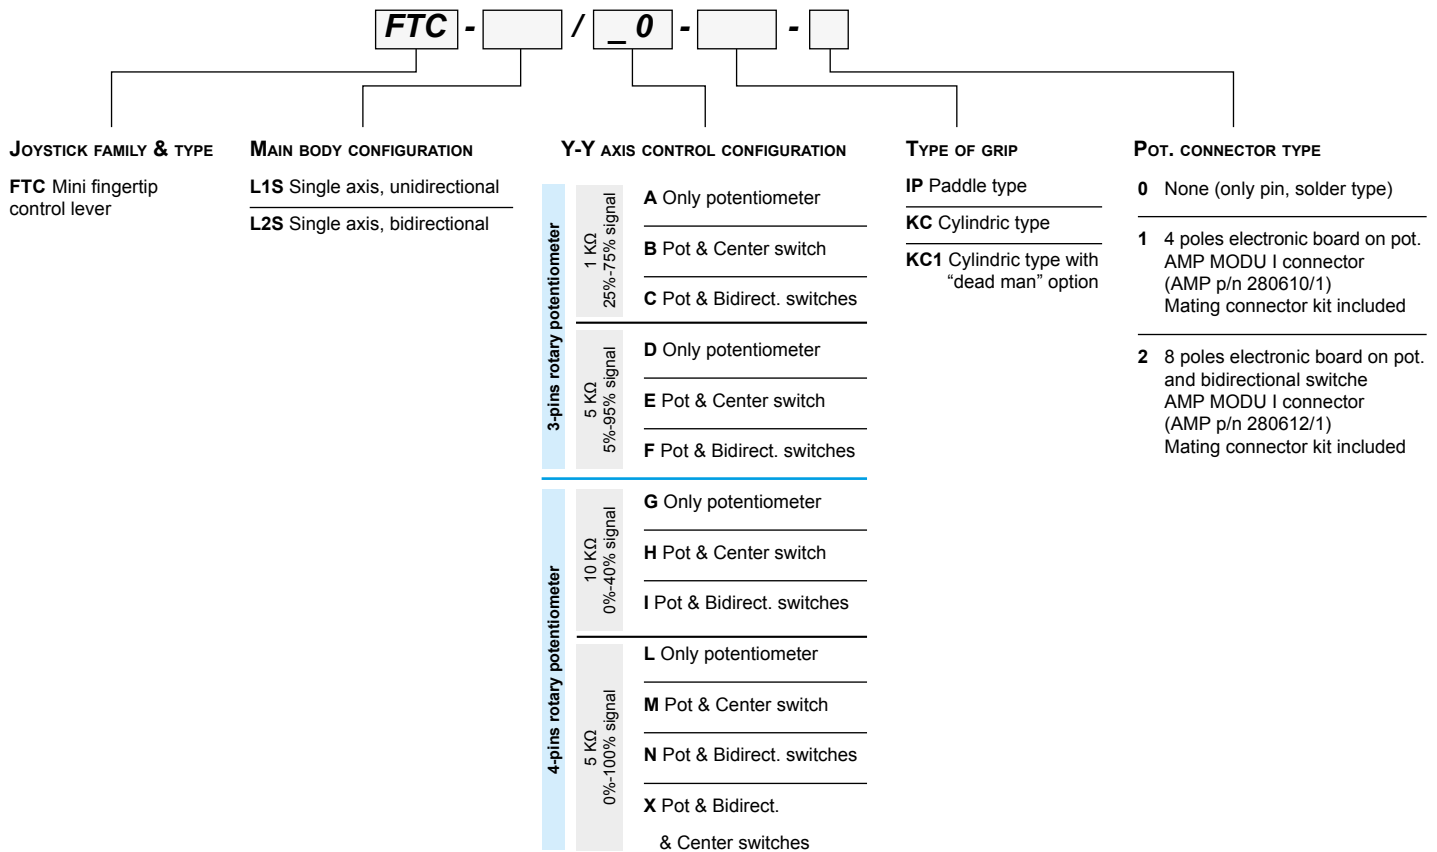 FTC - / _ 0 - -
JOYSTICK FAMILY & TYPE
FTC Mini fingertip
control lever
MAIN BODY CONFIGURATION
L1S Single axis, unidirectional
L2S Single axis, bidirectional
Y-Y AXIS CONTROL CONFIGURATION
3-pins rotary potentiometer
1 KΩ
25%-75% signal
A Only potentiometer
B Pot & Center switch
C Pot & Bidirect. switches
5 KΩ
5%-95% signal
D Only potentiometer
E Pot & Center switch
F Pot & Bidirect. switches
4-pins rotary potentiometer
10 KΩ
0%-40% signal
G Only potentiometer
H Pot & Center switch
I Pot & Bidirect. switches
5 KΩ
0%-100% signal
L Only potentiometer
M Pot & Center switch
N Pot & Bidirect. switches
X Pot & Bidirect.
& Center switches
TYPE OF GRIP
IP Paddle type
KC Cylindric type
KC1 Cylindric type with
“dead man” option
POT. CONNECTOR TYPE
0 None (only pin, solder type)
1 4 poles electronic board on pot.
AMP MODU I connector
(AMP p/n 280610/1)
Mating connector kit included
2 8 poles electronic board on pot.
and bidirectional switche
AMP MODU I connector
(AMP p/n 280612/1)
Mating connector kit included